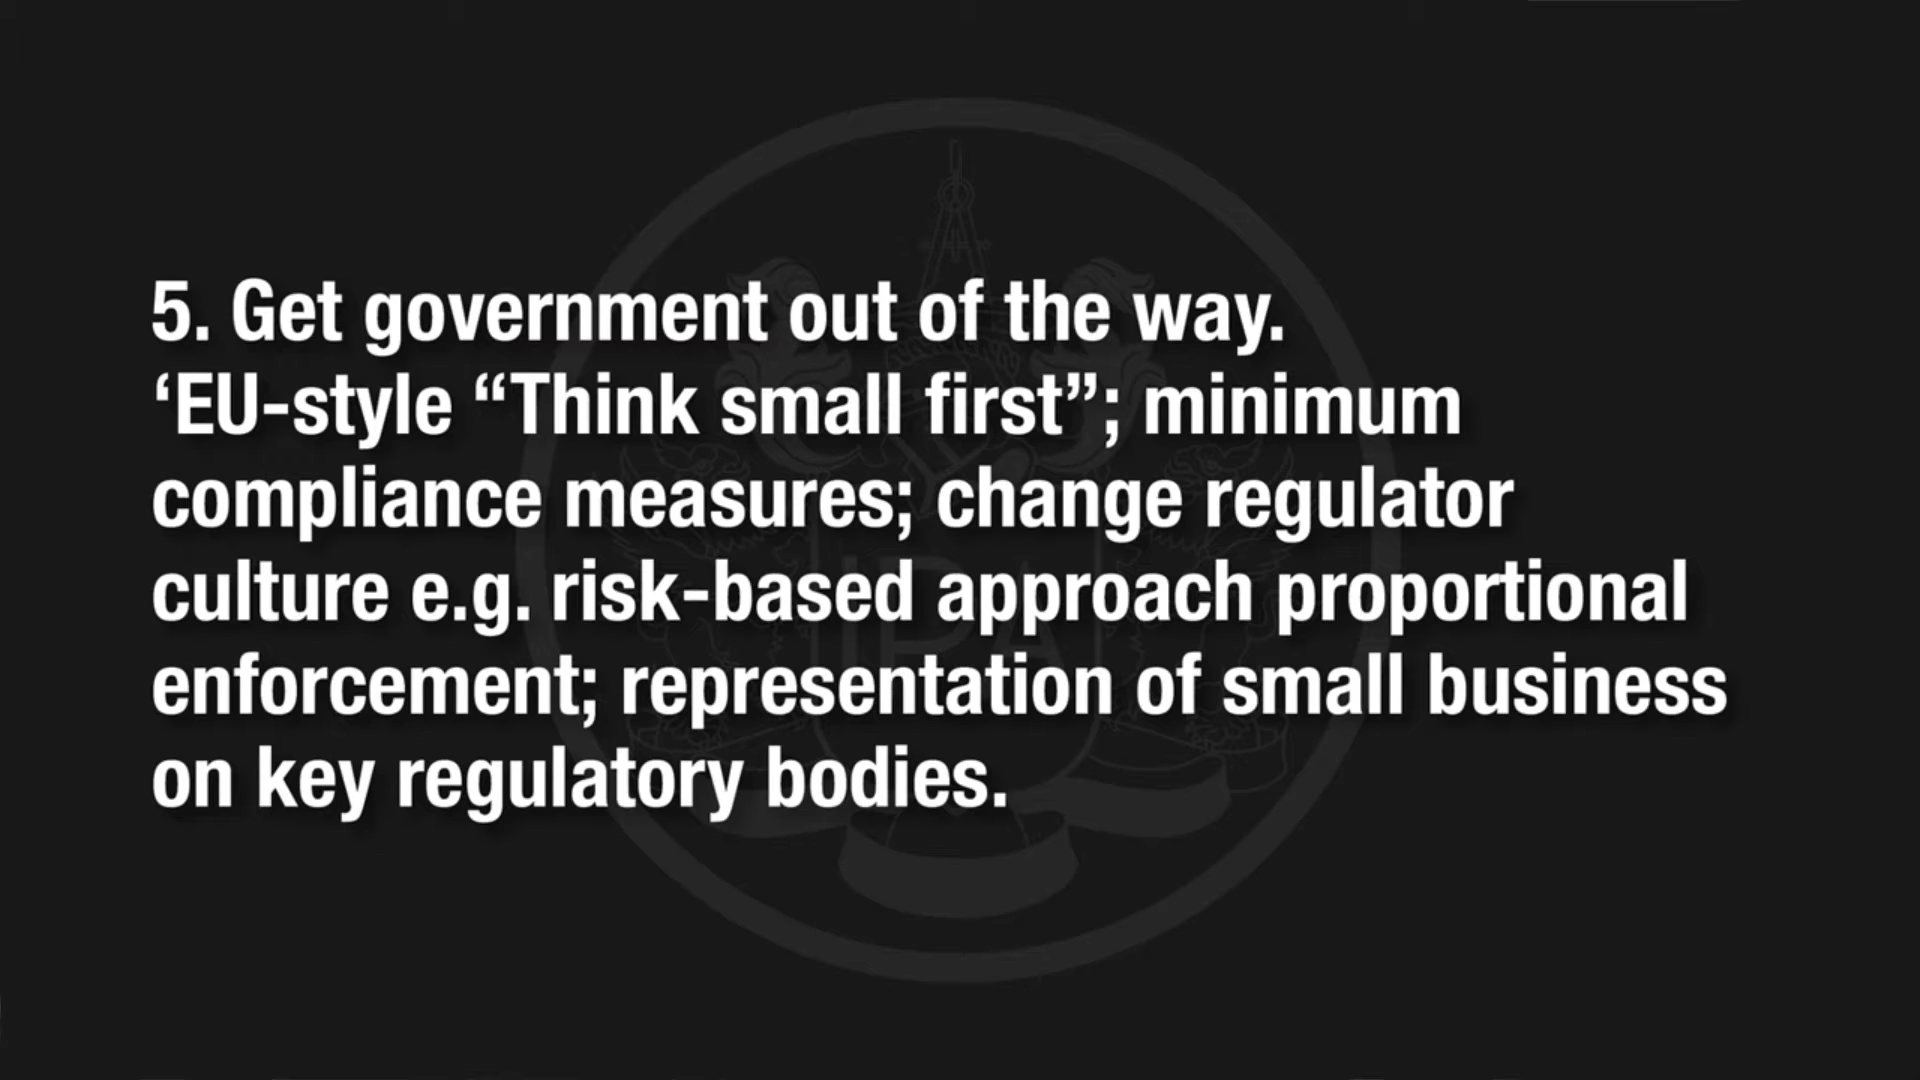 5. Get government out of the way.
‘EU-style “Think small first”; minimum
compliance measures; change regulator
culture e.g. risk-based approach proportional
enforcement; representation of small business
on key regulatory bodies.
IPA